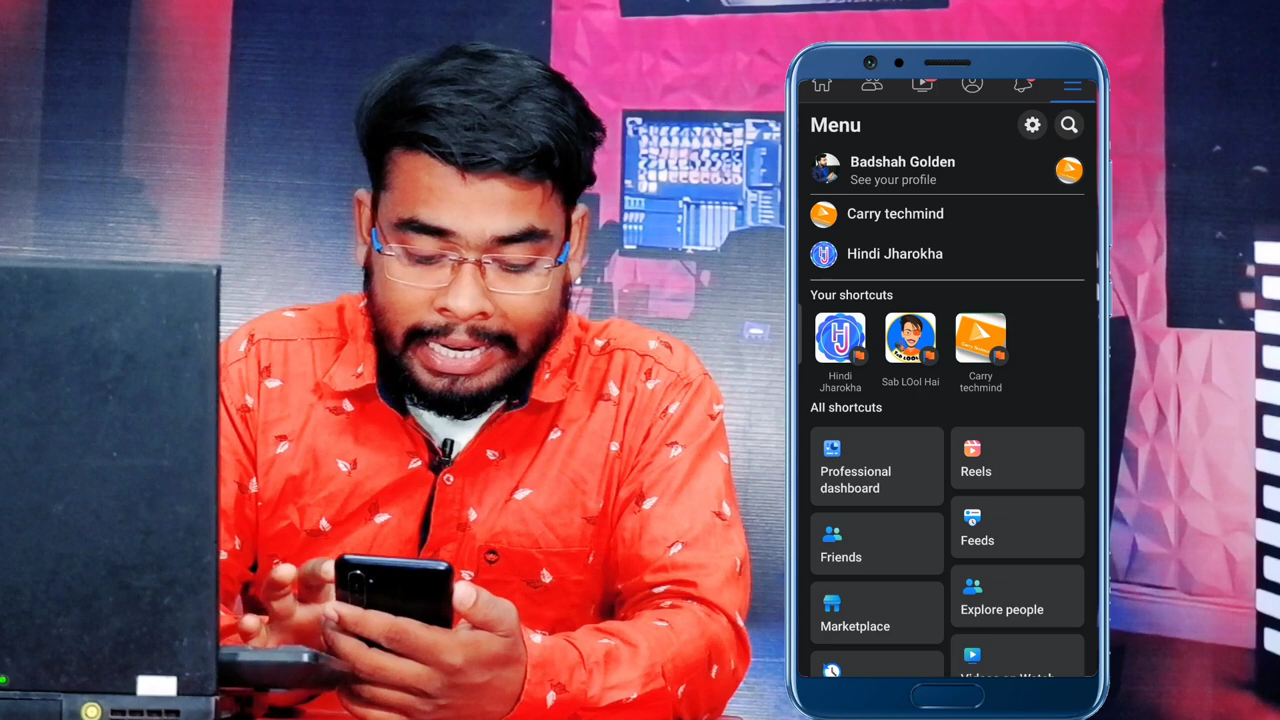 Menu
Badshah Golden
See your profile
Carry techmind
Hindi Jharokha
Your shortcuts
Hindi
Jharokha
Sab LOol Hai
Carry
techmind
All shortcuts
Professional
dashboard
Reels
Feeds
Friends
Explore people
Marketplace